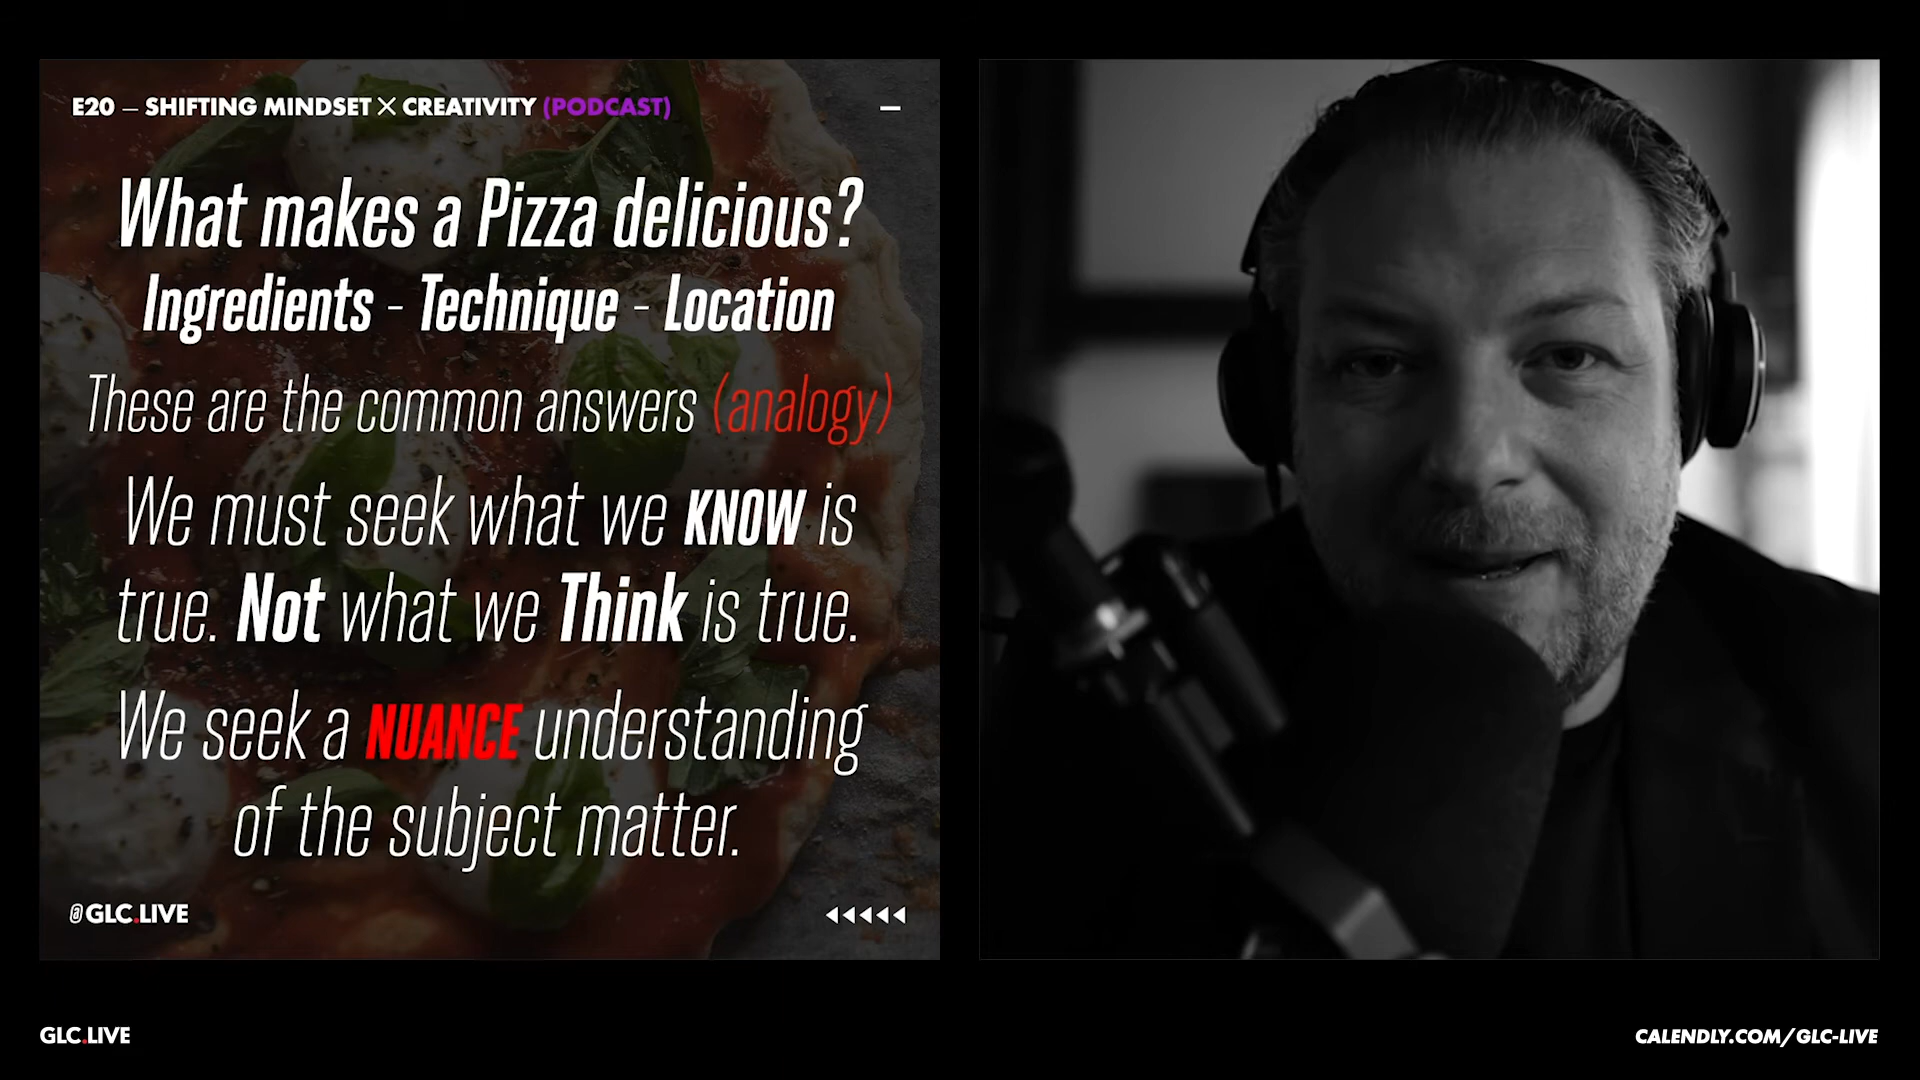 E20 — SHIFTING MINDSET × CREATIVITY (PODCAST)
What makes a Pizza delicious?
Ingredients - Technique - Location
These are the common answers (analogy)
We must seek what we KNOW is
true. Not what we Think is true.
We seek a NUANCE understanding
of the subject matter.
@GLC.LIVE
GLC.LIVE
CALENDLY.COM/GLC-LIVE